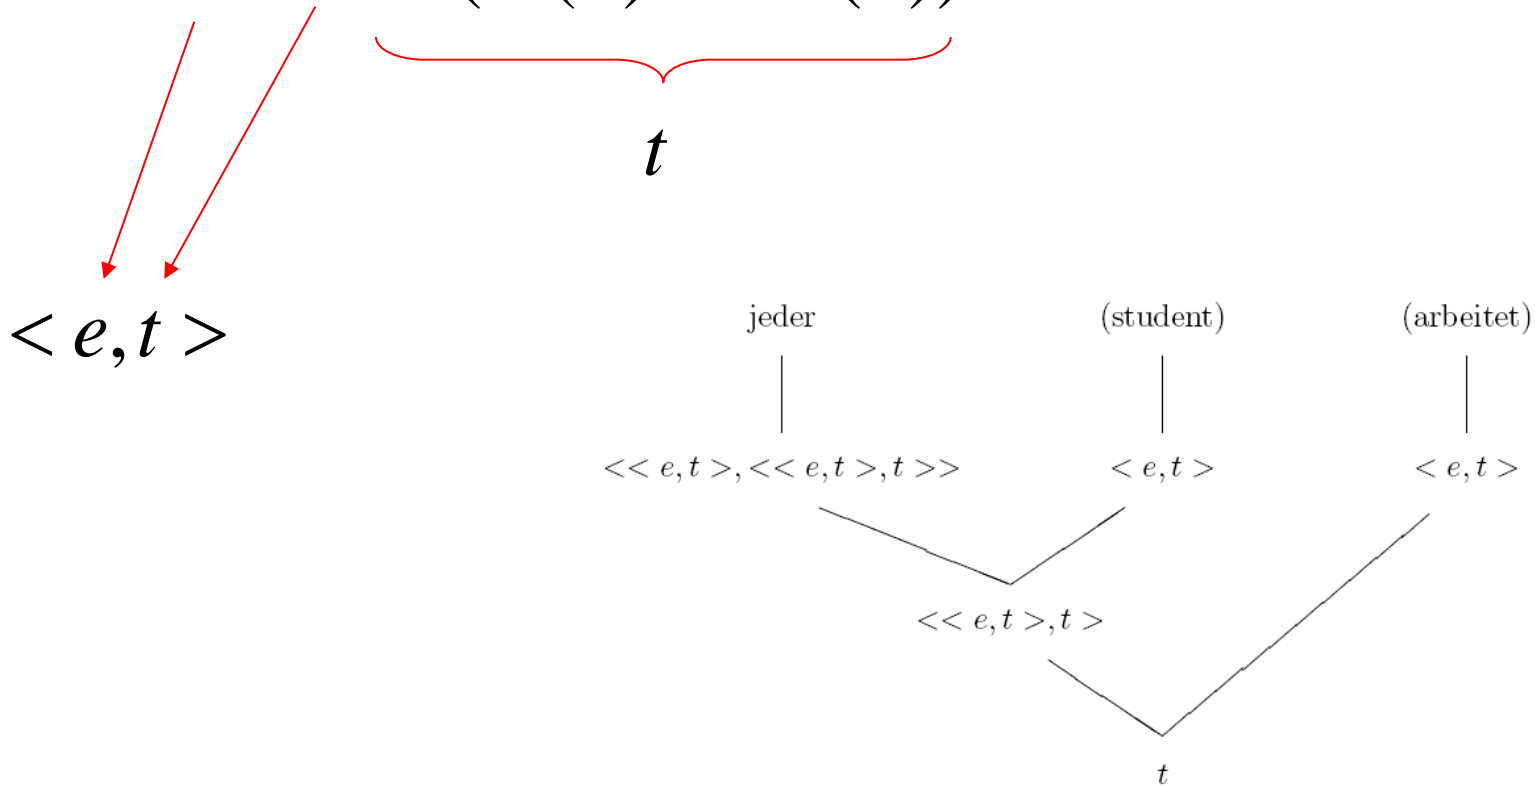 t
< e, t >
jeder (student) (arbeitet)
<< e, t >, << e, t >, t >> < e, t > < e, t >
<< e, t >, t >
t